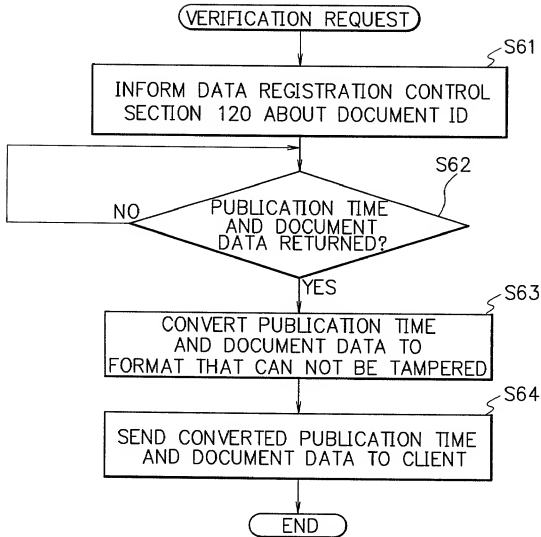 VERIFICATION REQUEST
S61
INFORM DATA REGISTRATION CONTROL
SECTION 120 ABOUT DOCUMENT ID
S62
NO
PUBLICATION TIME
AND DOCUMENT
DATA RETURNED?
YES
S63
CONVERT PUBLICATION TIME
AND DOCUMENT DATA TO
FORMAT THAT CAN NOT BE TAMPERED
S64
SEND CONVERTED PUBLICATION TIME
AND DOCUMENT DATA TO CLIENT
END